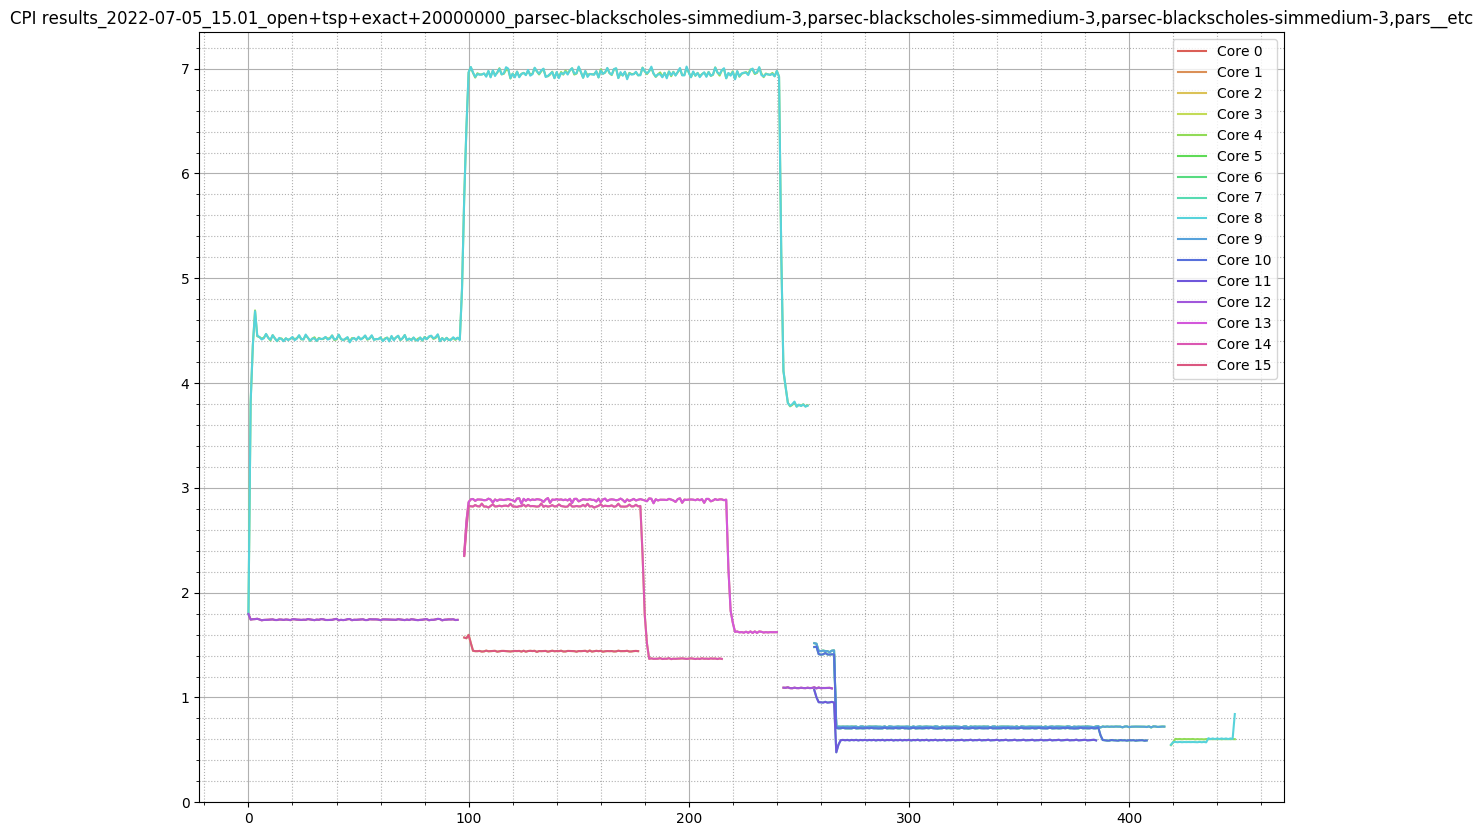 CPI results_2022-07-05_15.01_open+tsp+exact+20000000_parsec-blackscholes-simmedium-3,parsec-blackscholes-simmedium-3,parsec-blackscholes-simmedium-3,pars__etc
7
6
5
4
3
2
1
0
Core 0
Core 1
Core 2
Core 3
Core 4
Core 5
Core 6
Core 7
Core 8
Core 9
Core 10
Core 11
Core 12
Core 13
Core 14
Core 15
0 100 200 300 400